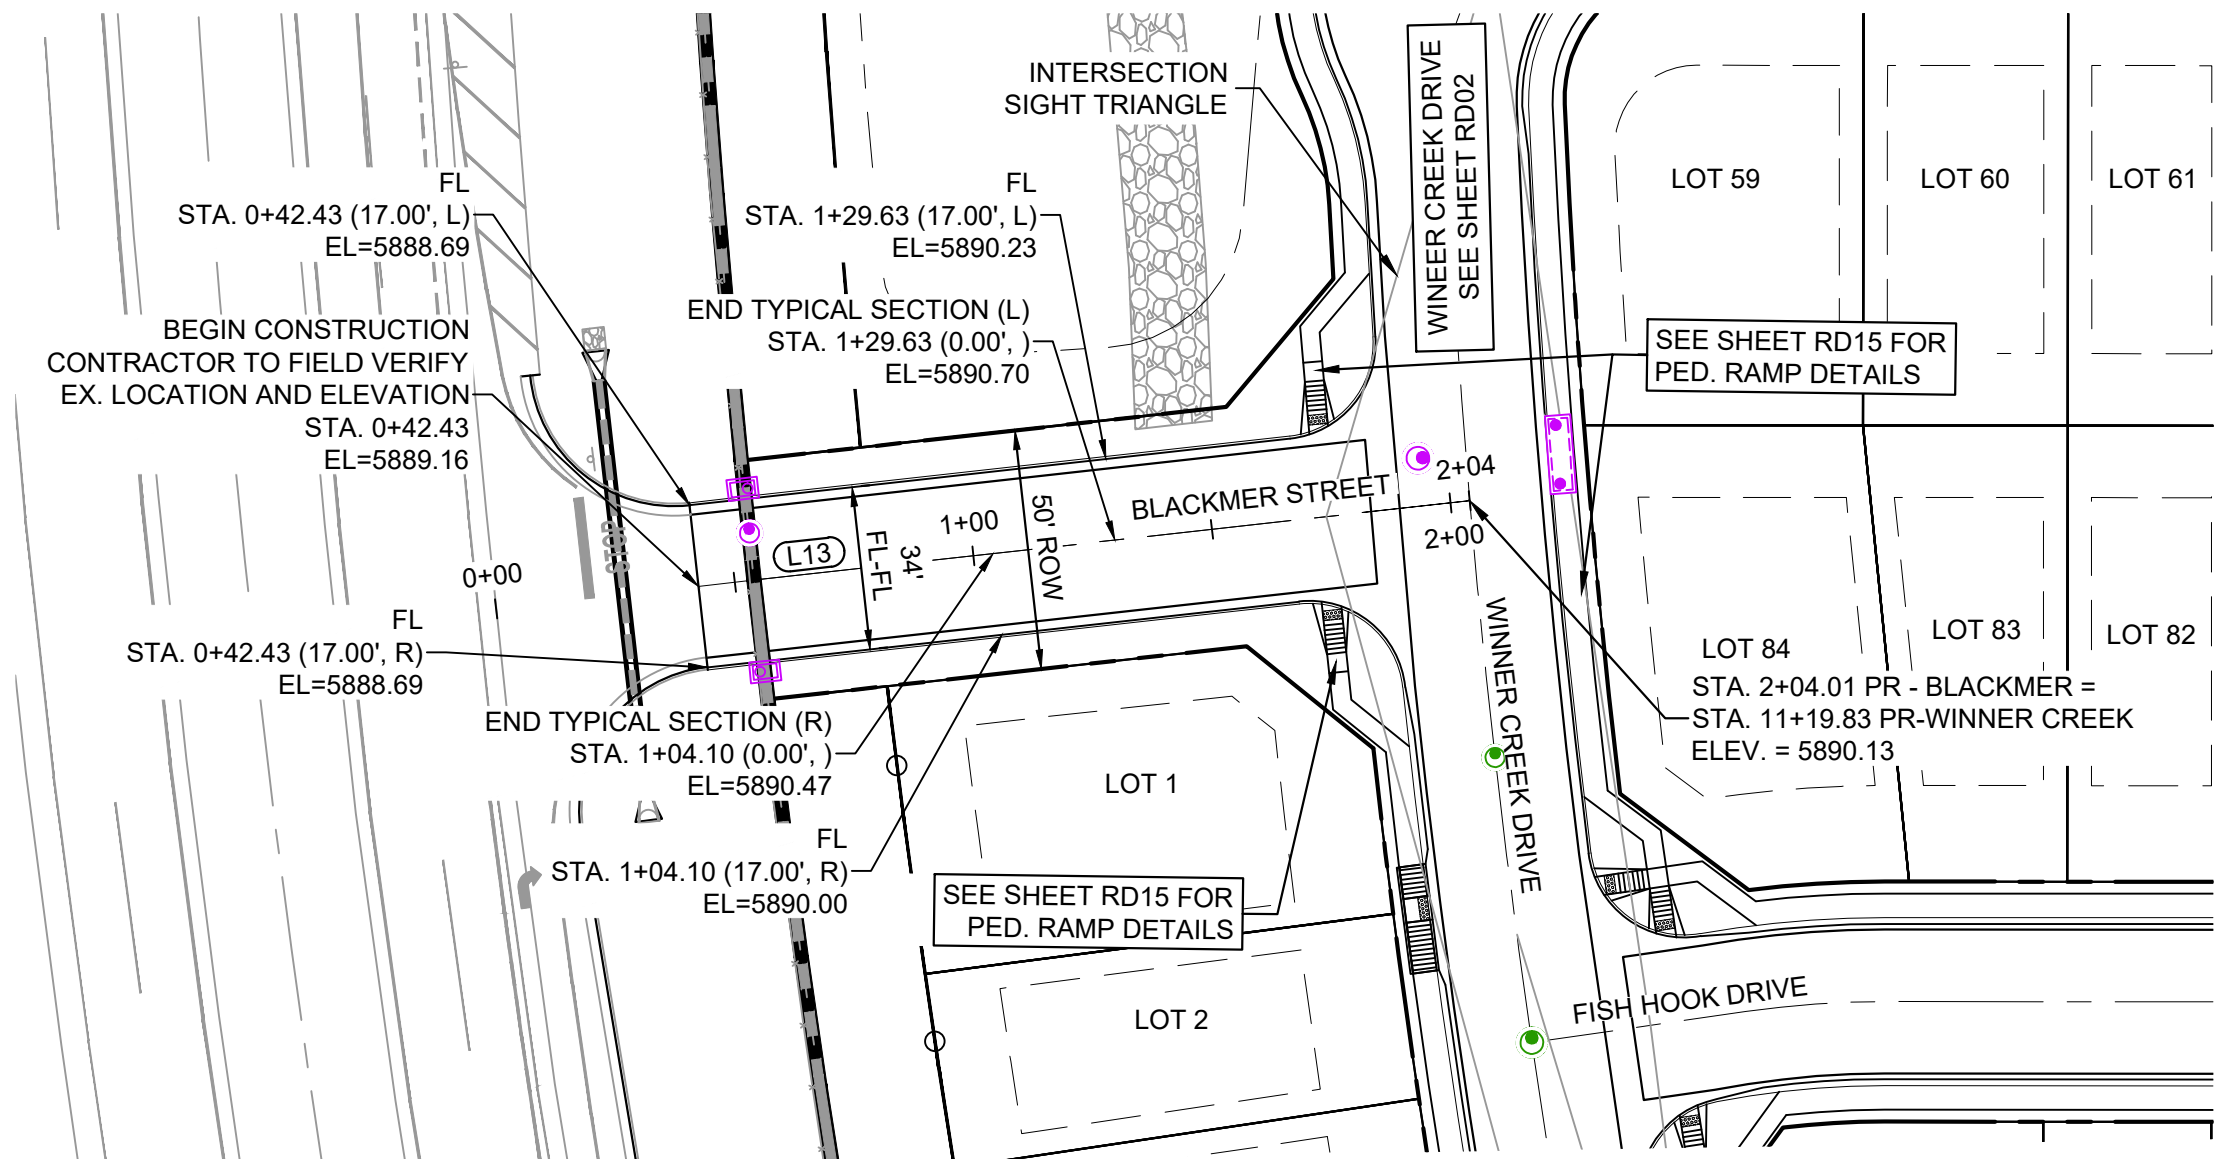 INTERSECTION
SIGHT TRIANGLE
WINEER CREEK DRIVE
SEE SHEET RD02
LOT 59
LOT 60
LOT 61
FL
STA. 0+42.43 (17.00', L)
EL=5888.69
FL
STA. 1+29.63 (17.00', L)
EL=5890.23
END TYPICAL SECTION (L)
STA. 1+29.63 (0.00', )
EL=5890.70
BEGIN CONSTRUCTION
CONTRACTOR TO FIELD VERIFY
EX. LOCATION AND ELEVATION
STA. 0+42.43
EL=5889.16
SEE SHEET RD15 FOR
PED. RAMP DETAILS
BLACKMER STREET
2+04
2+00
1+00
50' ROW
34'
FL-FL
L13
0+00
FL
STA. 0+42.43 (17.00', R)
EL=5888.69
WINNER CREEK DRIVE
LOT 84
LOT 83
LOT 82
STA. 2+04.01 PR - BLACKMER =
STA. 11+19.83 PR-WINNER CREEK
ELEV. = 5890.13
END TYPICAL SECTION (R)
STA. 1+04.10 (0.00', )
EL=5890.47
LOT 1
FL
STA. 1+04.10 (17.00', R)
EL=5890.00
SEE SHEET RD15 FOR
PED. RAMP DETAILS
FISH HOOK DRIVE
LOT 2